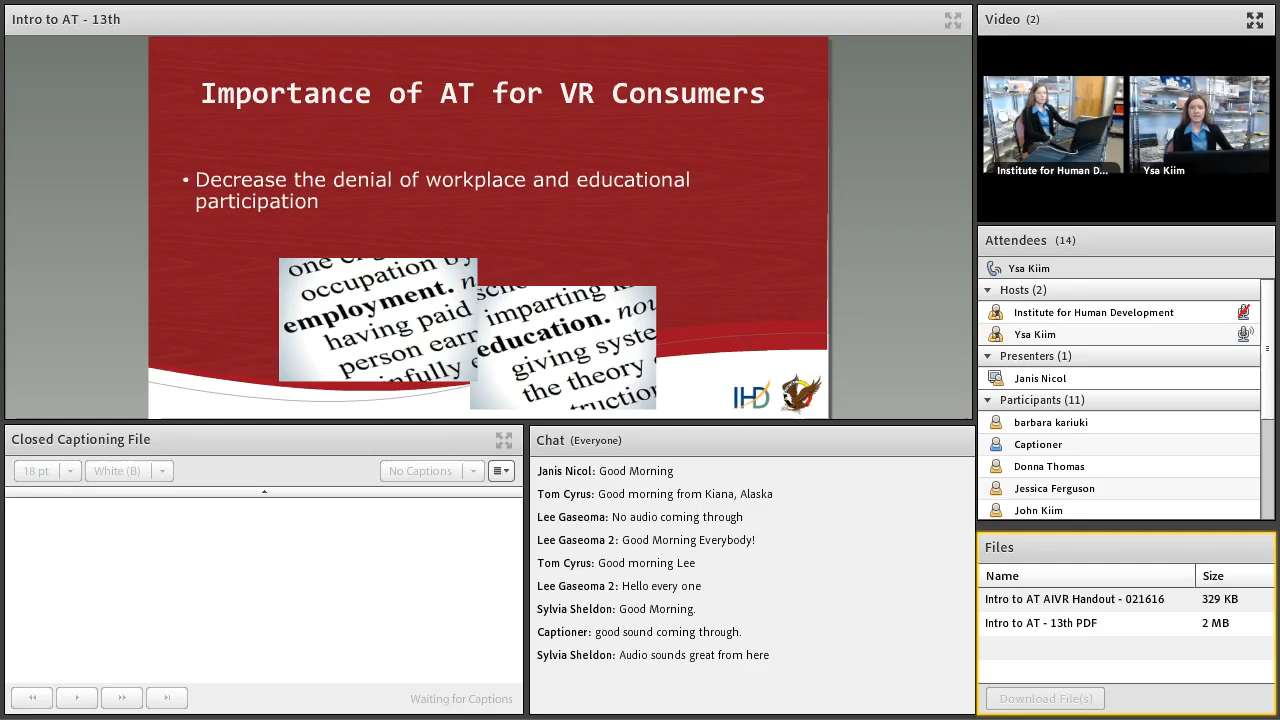 Intro to AT - 13th
Importance of AT for VR Consumers
• Decrease the denial of workplace and educational
participation
occupation by
employment. n
having paid
person earn
imparting
education. nou
giving syste
the theory
IHD
Closed Captioning File
18 pt
White (B)
No Captions
Waiting for Captions
Chat (Everyone)
Janis Nicol: Good Morning
Tom Cyrus: Good morning from Kiana, Alaska
Lee Gaseoma: No audio coming through
Lee Gaseoma 2: Good Morning Everybody!
Tom Cyrus: Good morning Lee
Lee Gaseoma 2: Hello every one
Sylvia Sheldon: Good Morning.
Captioner: good sound coming through.
Sylvia Sheldon: Audio sounds great from here
Video (2)
Institute for Human D...
Ysa Kiim
Attendees (14)
Ysa Kiim
Hosts (2)
Institute for Human Development
Ysa Kiim
Presenters (1)
Janis Nicol
Participants (11)
barbara kariuki
Captioner
Donna Thomas
Jessica Ferguson
John Kiim
Files
Name Size
Intro to AT AIVR Handout - 021616 329 KB
Intro to AT - 13th PDF 2 MB
Download File(s)